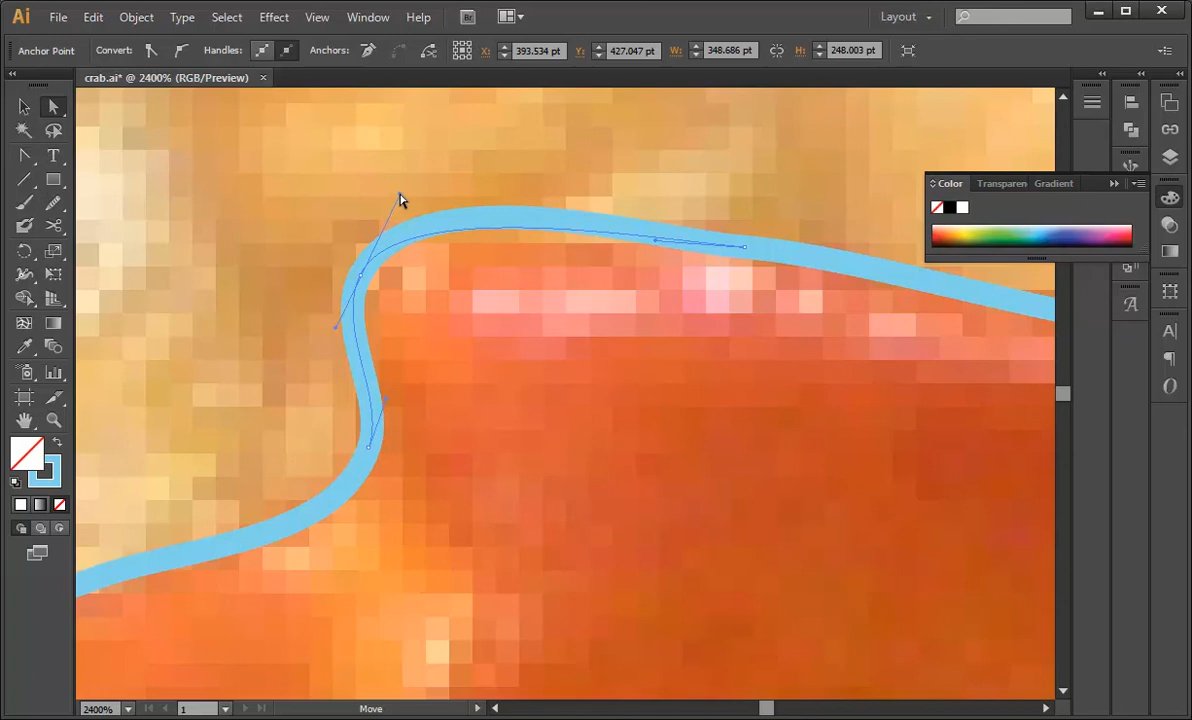 Ai File Edit Object Type Select Effect View Window Help Br Layout
Anchor Point Convert: Handles: Anchors: X: 393.534 pt Y: 427.047 pt W: 348.686 pt H: 248.003 pt
crab.ai* @ 2400% (RGB/Preview) ×
Color Transparen Gradient
2400% 1 Move